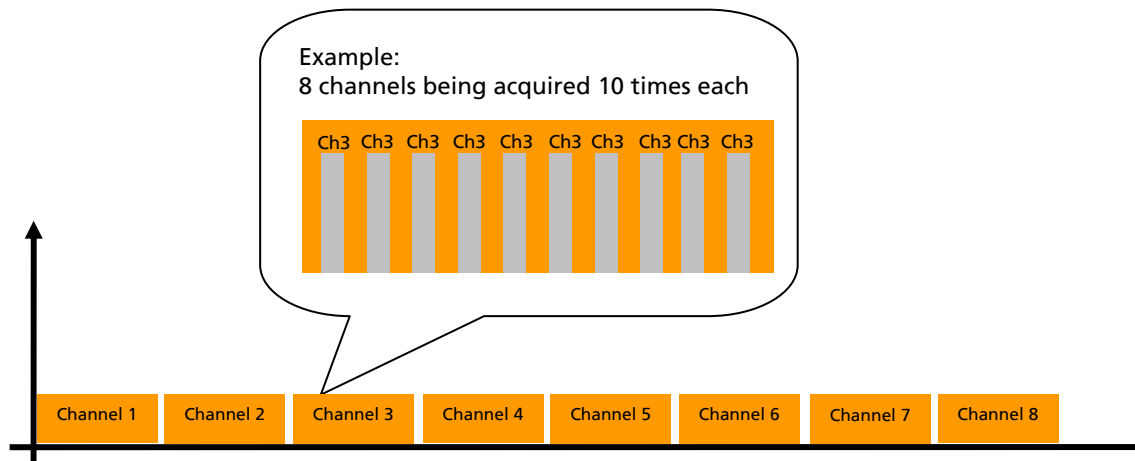 Example:
8 channels being acquired 10 times each
Ch3 Ch3 Ch3 Ch3 Ch3 Ch3 Ch3 Ch3 Ch3 Ch3
Channel 1 Channel 2 Channel 3 Channel 4 Channel 5 Channel 6 Channel 7 Channel 8